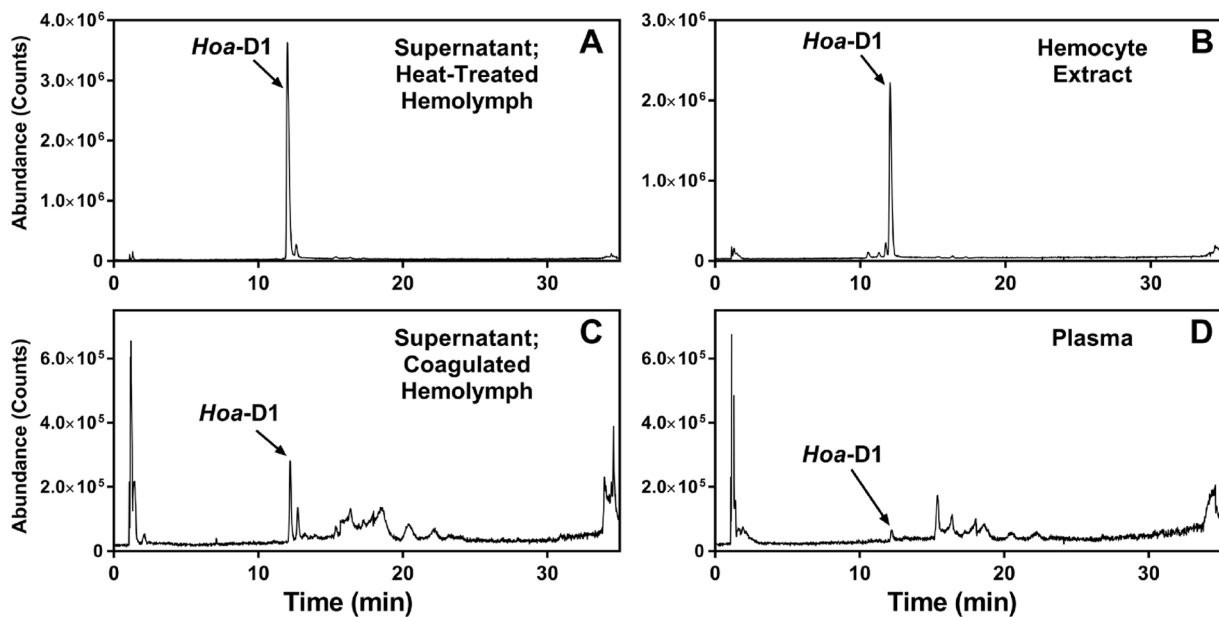 4.0×10⁶
3.0×10⁶
2.0×10⁶
1.0×10⁶
0
Abundance (Counts)
Hoa-D1
Supernatant;
Heat-Treated
Hemolymph
A
0 10 20 30
3.0×10⁶
2.0×10⁶
1.0×10⁶
0
Hoa-D1
Hemocyte
Extract
B
0 10 20 30
6.0×10⁵
4.0×10⁵
2.0×10⁵
0
Abundance (Counts)
Hoa-D1
Supernatant;
Coagulated
Hemolymph
C
0 10 20 30
Time (min)
6.0×10⁵
4.0×10⁵
2.0×10⁵
0
Hoa-D1
Plasma
D
0 10 20 30
Time (min)